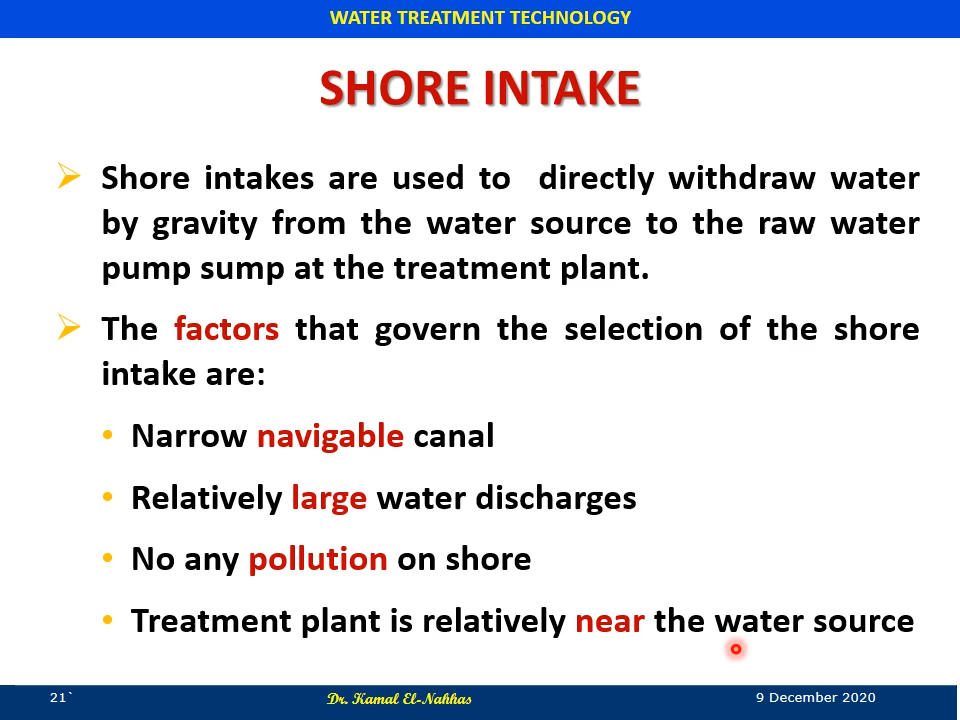 WATER TREATMENT TECHNOLOGY
SHORE INTAKE
Shore intakes are used to directly withdraw water
by gravity from the water source to the raw water
pump sump at the treatment plant.
The factors that govern the selection of the shore
intake are:
• Narrow navigable canal
• Relatively large water discharges
• No any pollution on shore
• Treatment plant is relatively near the water source
21` Dr. Kamal El-Nahhas 9 December 2020